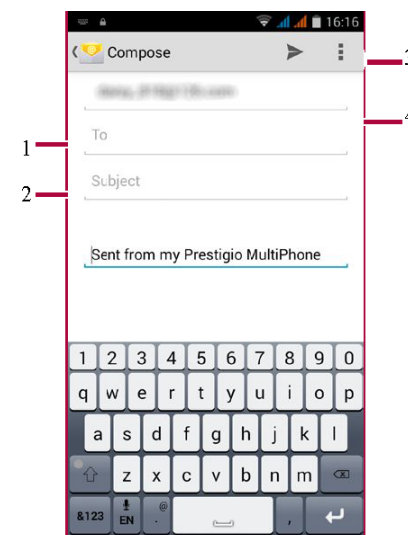 16:16
Compose
To
1
Subject
2
4
Sent from my Prestigio MultiPhone
1 2 3 4 5 6 7 8 9 0
q w e r t y u i o p
a s d f g h j k l
z x c v b n m
&123 EN @ . ,